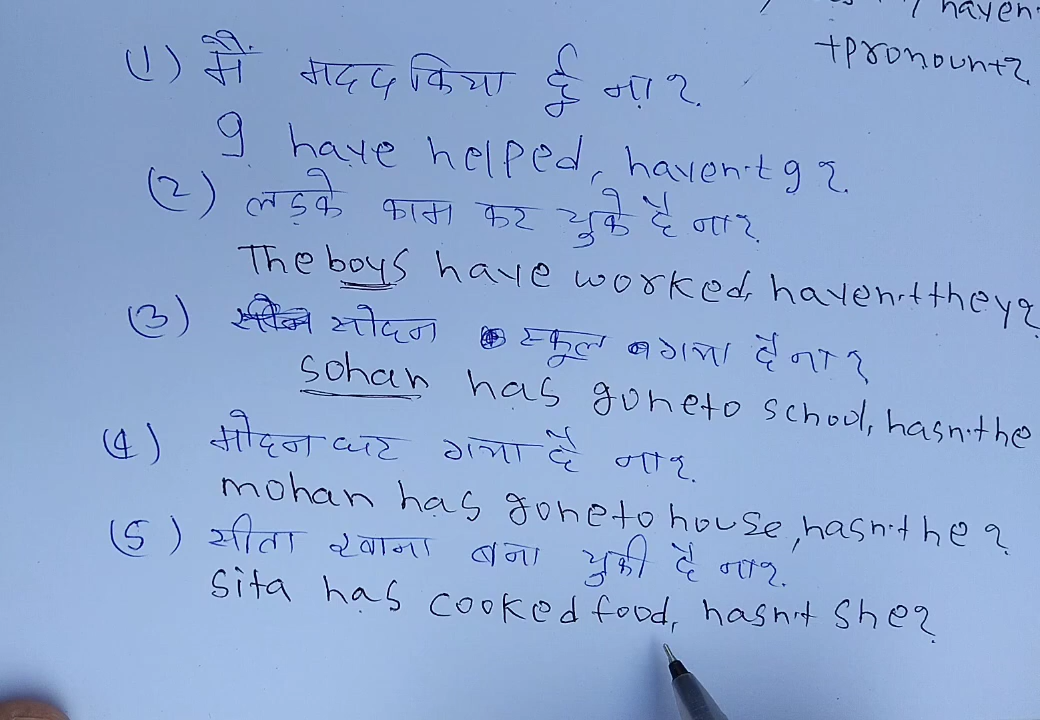 haven
+pronoun+?
(1) मैं मदद किया हूँ ना?
I have helped, haven't I?
(2) लड़के काम कर चुके हैं ना?
The boys have worked, haven't they?
(3) सोहन स्कूल गया है ना?
Sohan has gone to school, hasn't he
(4) मोहन घर गया है ना?
mohan has gone to house, hasn't he?
(5) सीता खाना बना चुकी है ना?
Sita has cooked food, hasn't she?